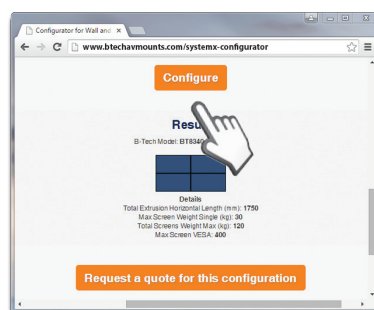 Configurator for Wall and
www.btechavmounts.com/systemx-configurator
Configure
B-Tech Model:
Details
Total Extrusion Horizontal Length (mm): 1750
Max Screen Weight Single (kg): 30
Total Screens Weight Max (kg): 120
Max Screen VESA: 400
Request a quote for this configuration